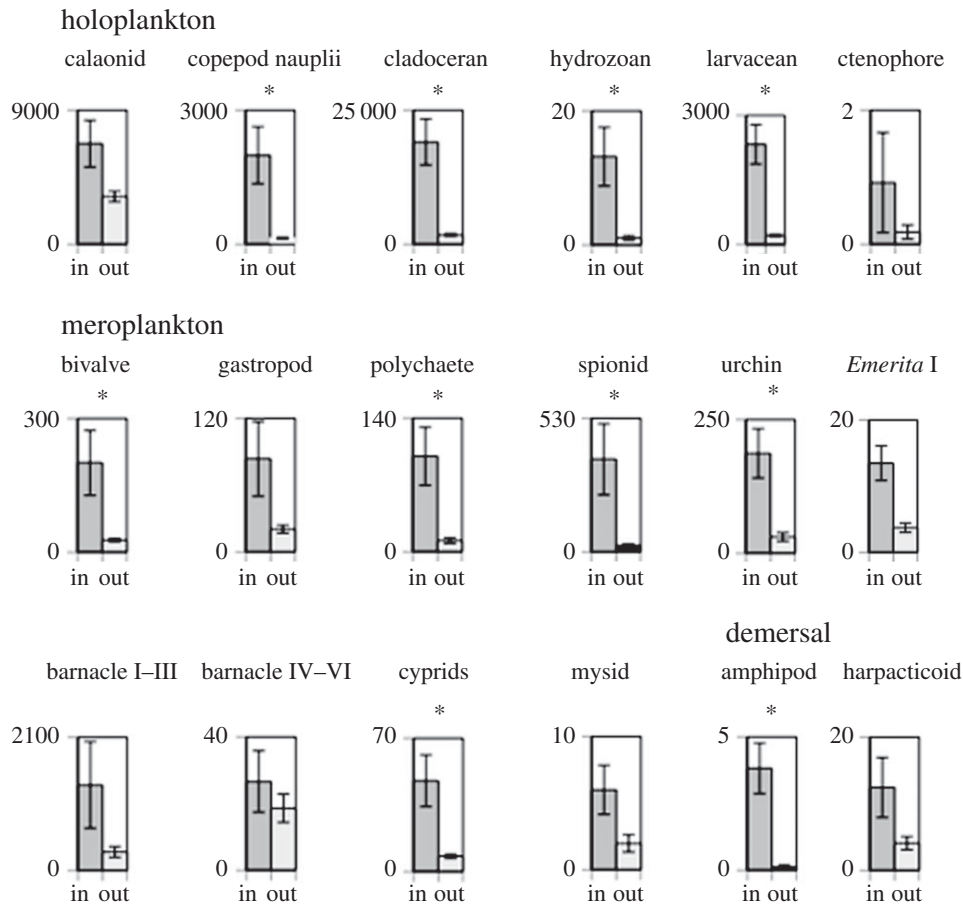 holoplankton
calaonid copepod nauplii cladoceran hydrozoan larvacean ctenophore
* * * *
9000 3000 25 000 20 3000 2
0 0 0 0 0 0
in out in out in out in out in out in out
meroplankton
bivalve gastropod polychaete spionid urchin Emerita I
* * * *
300 120 140 530 250 20
0 0 0 0 0 0
in out in out in out in out in out in out
demersal
barnacle I–III barnacle IV–VI cyprids mysid amphipod harpacticoid
* *
2100 40 70 10 5 20
0 0 0 0 0 0
in out in out in out in out in out in out